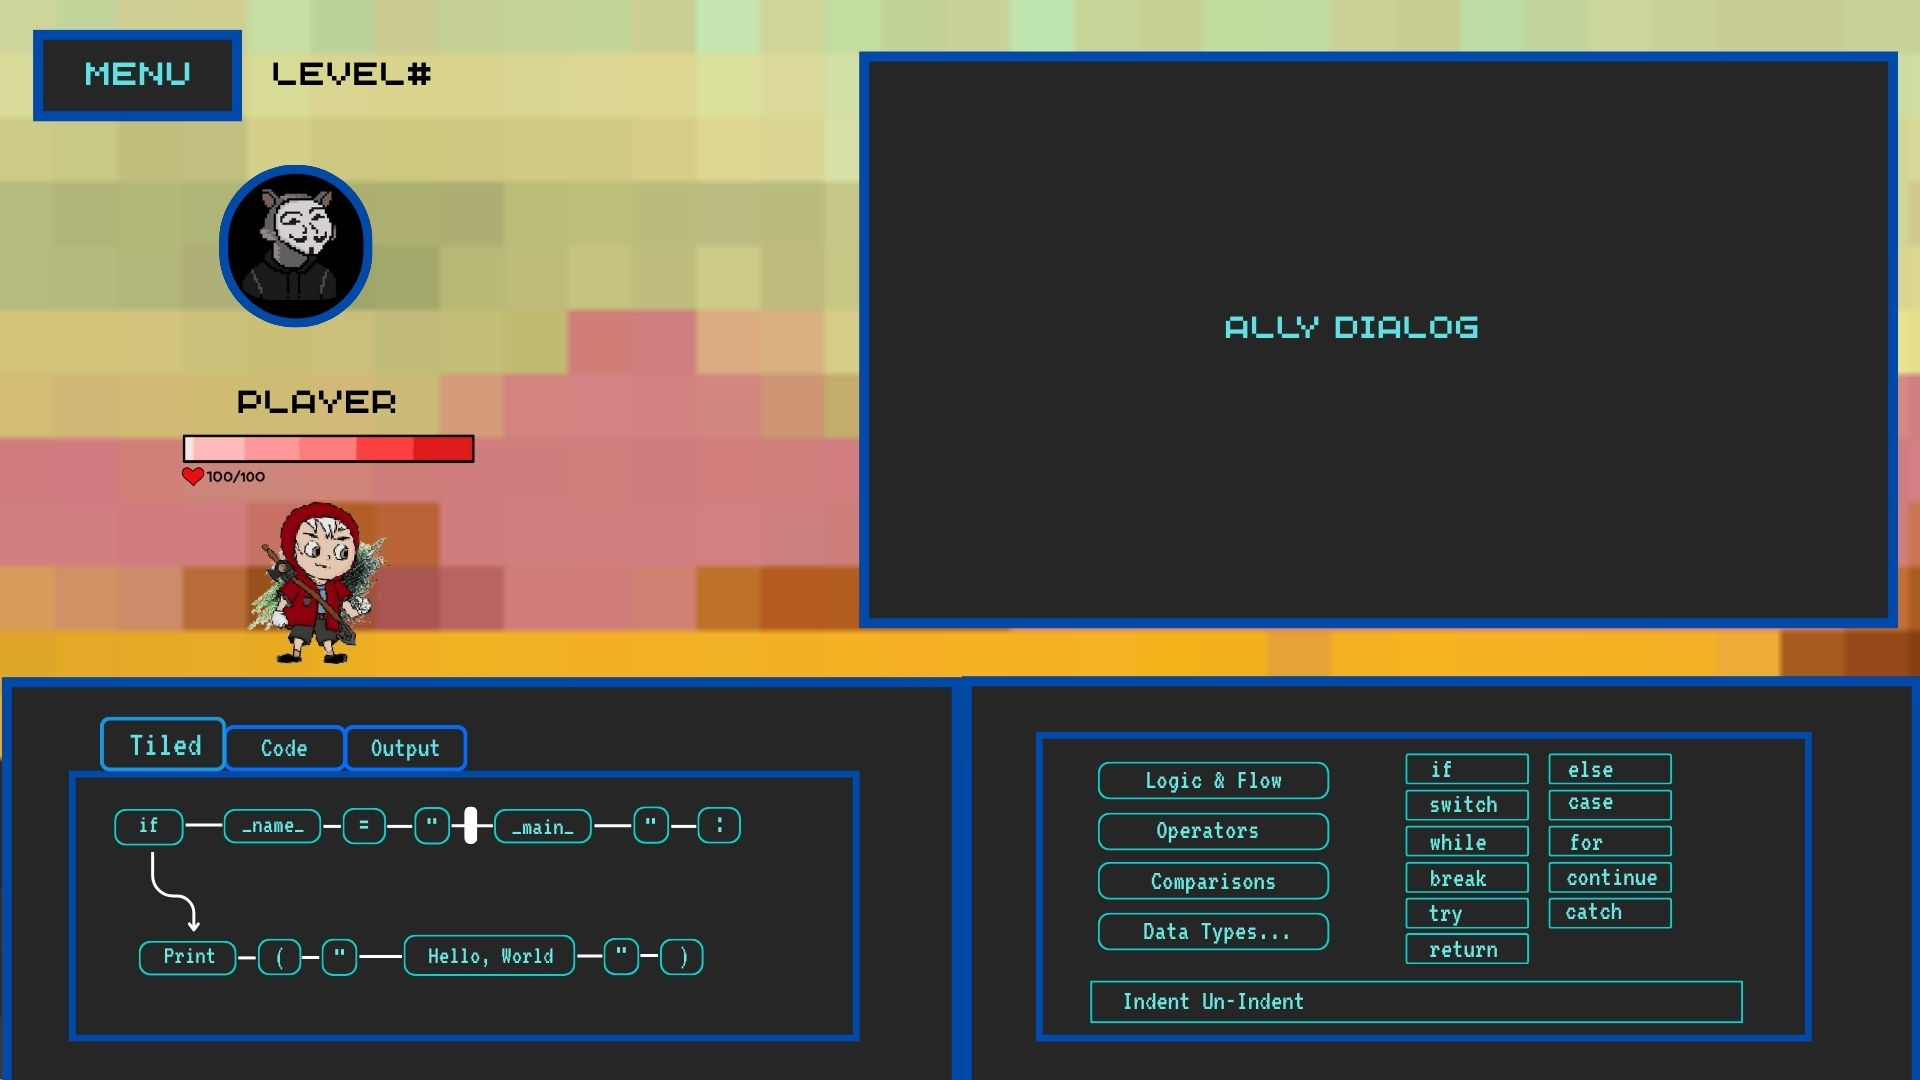 MENU
LEVEL#
ALLY DIALOG
PLAYER
100/100
Tiled Code Output
if _name_ = " _main_ " :
Print ( " Hello, World " )
Logic & Flow
Operators
Comparisons
Data Types...
if else
switch case
while for
break continue
try catch
return
Indent Un-Indent